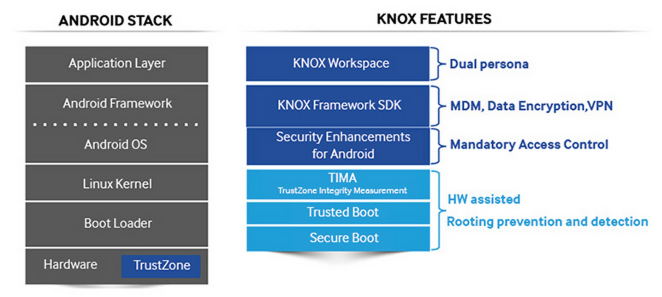 ANDROID STACK
Application Layer
Android Framework
Android OS
Linux Kernel
Boot Loader
Hardware
TrustZone
KNOX FEATURES
KNOX Workspace
Dual persona
KNOX Framework SDK
MDM, Data Encryption,VPN
Security Enhancements
for Android
Mandatory Access Control
TIMA
TrustZone Integrity Measurement
Trusted Boot
Secure Boot
HW assisted
Rooting prevention and detection